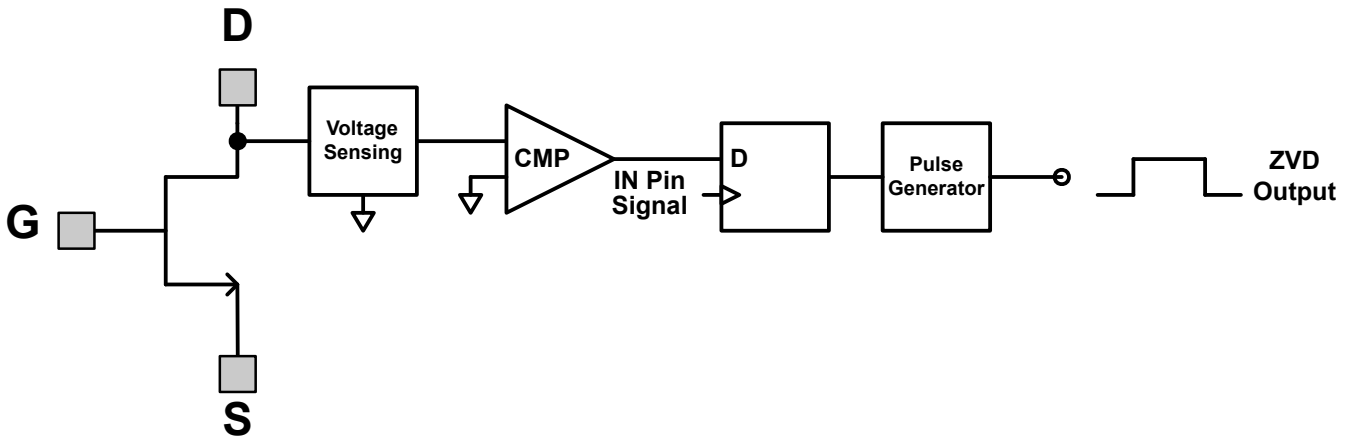 D
Voltage
Sensing
CMP
IN Pin
Signal
D
Pulse
Generator
ZVD
Output
G
S